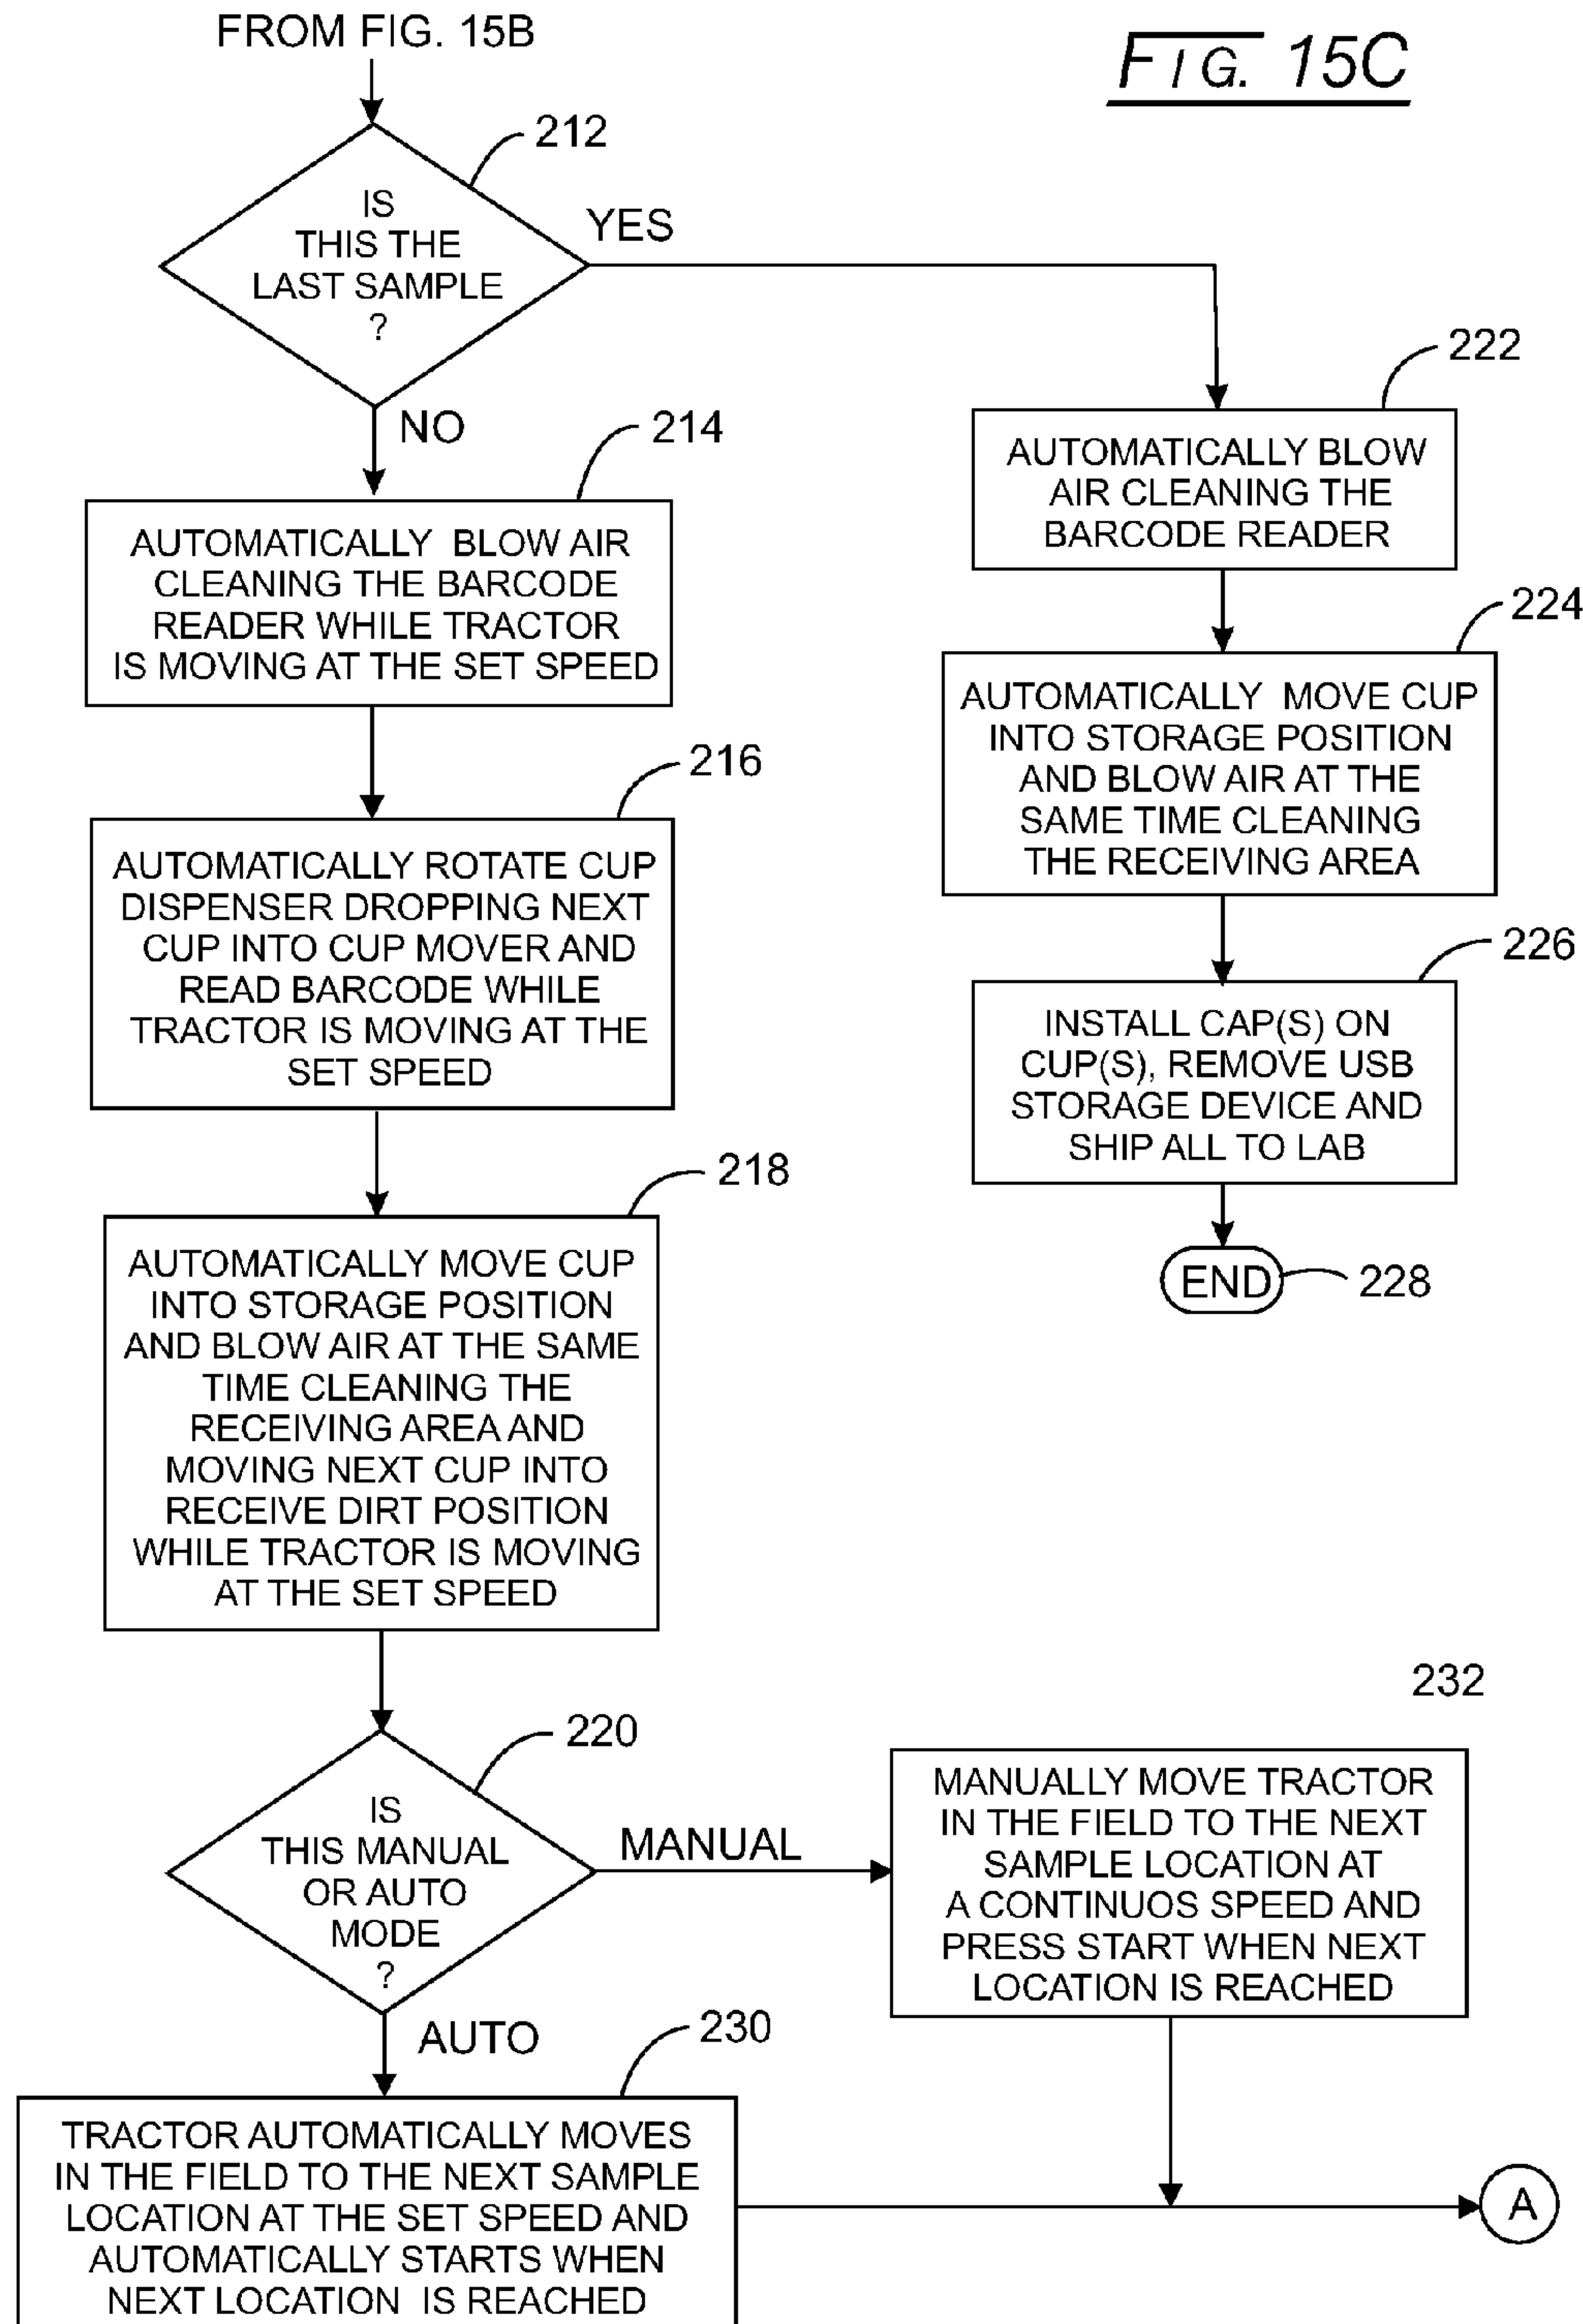 FROM FIG. 15B
FIG. 15C
212
IS
THIS THE
LAST SAMPLE
?
YES
NO
214
AUTOMATICALLY BLOW AIR
CLEANING THE BARCODE
READER WHILE TRACTOR
IS MOVING AT THE SET SPEED
216
AUTOMATICALLY ROTATE CUP
DISPENSER DROPPING NEXT
CUP INTO CUP MOVER AND
READ BARCODE WHILE
TRACTOR IS MOVING AT THE
SET SPEED
218
AUTOMATICALLY MOVE CUP
INTO STORAGE POSITION
AND BLOW AIR AT THE SAME
TIME CLEANING THE
RECEIVING AREA AND
MOVING NEXT CUP INTO
RECEIVE DIRT POSITION
WHILE TRACTOR IS MOVING
AT THE SET SPEED
222
AUTOMATICALLY BLOW
AIR CLEANING THE
BARCODE READER
224
AUTOMATICALLY MOVE CUP
INTO STORAGE POSITION
AND BLOW AIR AT THE
SAME TIME CLEANING
THE RECEIVING AREA
226
INSTALL CAP(S) ON
CUP(S), REMOVE USB
STORAGE DEVICE AND
SHIP ALL TO LAB
END
228
220
IS
THIS MANUAL
OR AUTO
MODE
?
MANUAL
AUTO
232
MANUALLY MOVE TRACTOR
IN THE FIELD TO THE NEXT
SAMPLE LOCATION AT
A CONTINUOS SPEED AND
PRESS START WHEN NEXT
LOCATION IS REACHED
230
TRACTOR AUTOMATICALLY MOVES
IN THE FIELD TO THE NEXT SAMPLE
LOCATION AT THE SET SPEED AND
AUTOMATICALLY STARTS WHEN
NEXT LOCATION IS REACHED
A